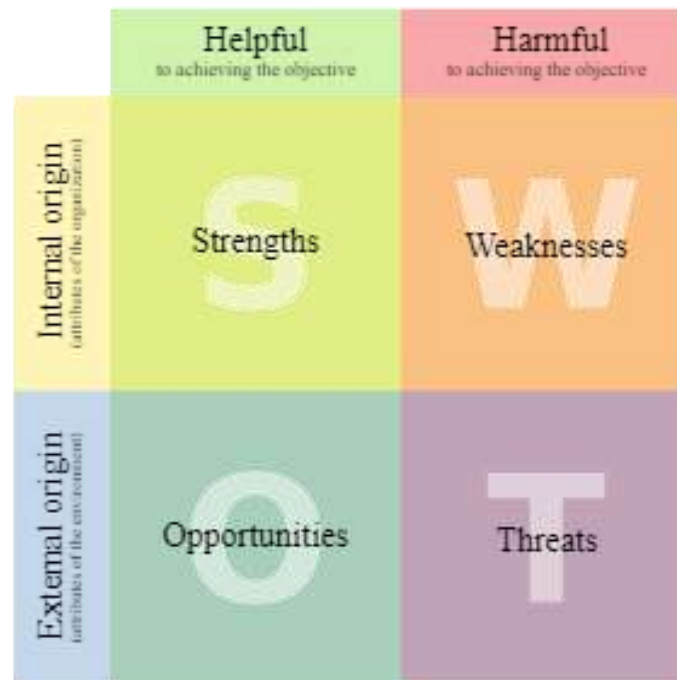 Helpful
to achieving the objective
Harmful
to achieving the objective
Internal origin
(attributes of the organization)
S
Strengths
W
Weaknesses
External origin
(attributes of the environment)
O
Opportunities
T
Threats